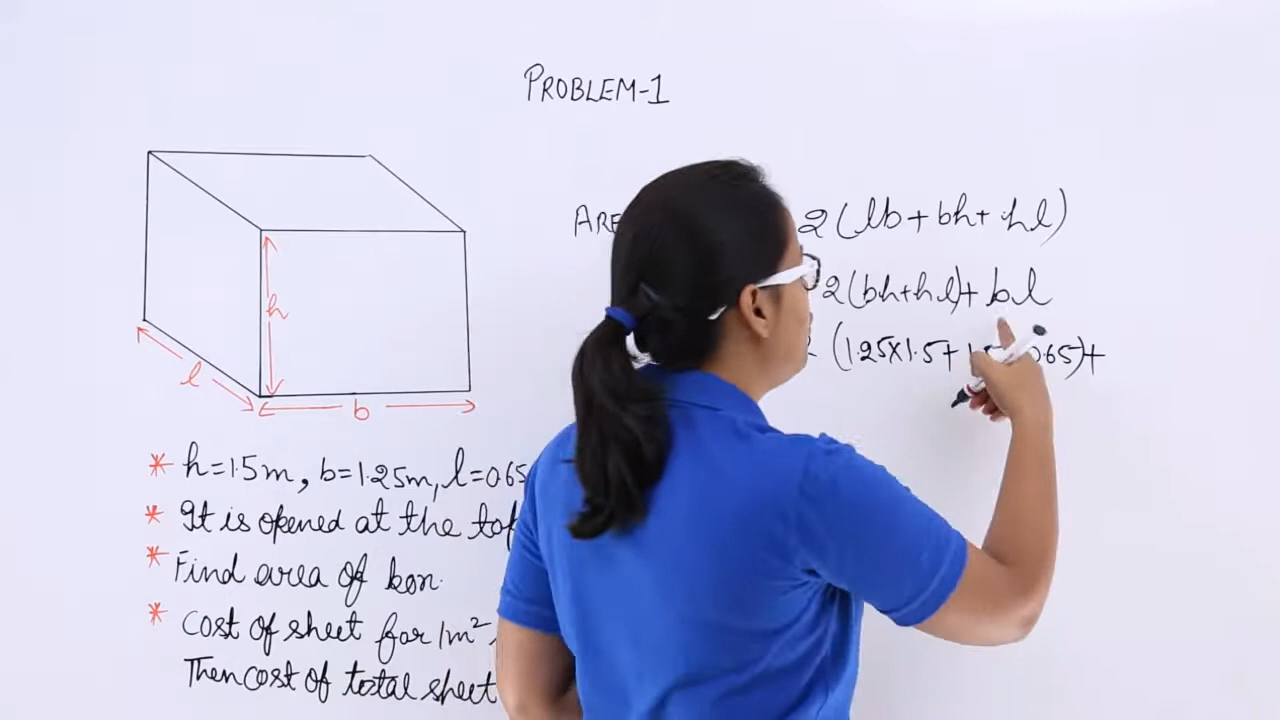 PROBLEM-1
2(lb+bh+hl)
2(bh+hl)+bl
(1.25×1.5+ 0.65)+
h
l
b
* h=1.5m, b=1.25m, l=0.65
* It is opened at the top
* Find area of box.
* Cost of sheet for 1m²
Then cost of total sheet